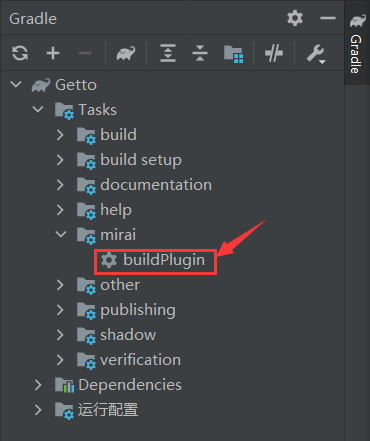 Gradle
Gradle
Getto
Tasks
build
build setup
documentation
help
mirai
buildPlugin
other
publishing
shadow
verification
Dependencies
运行配置